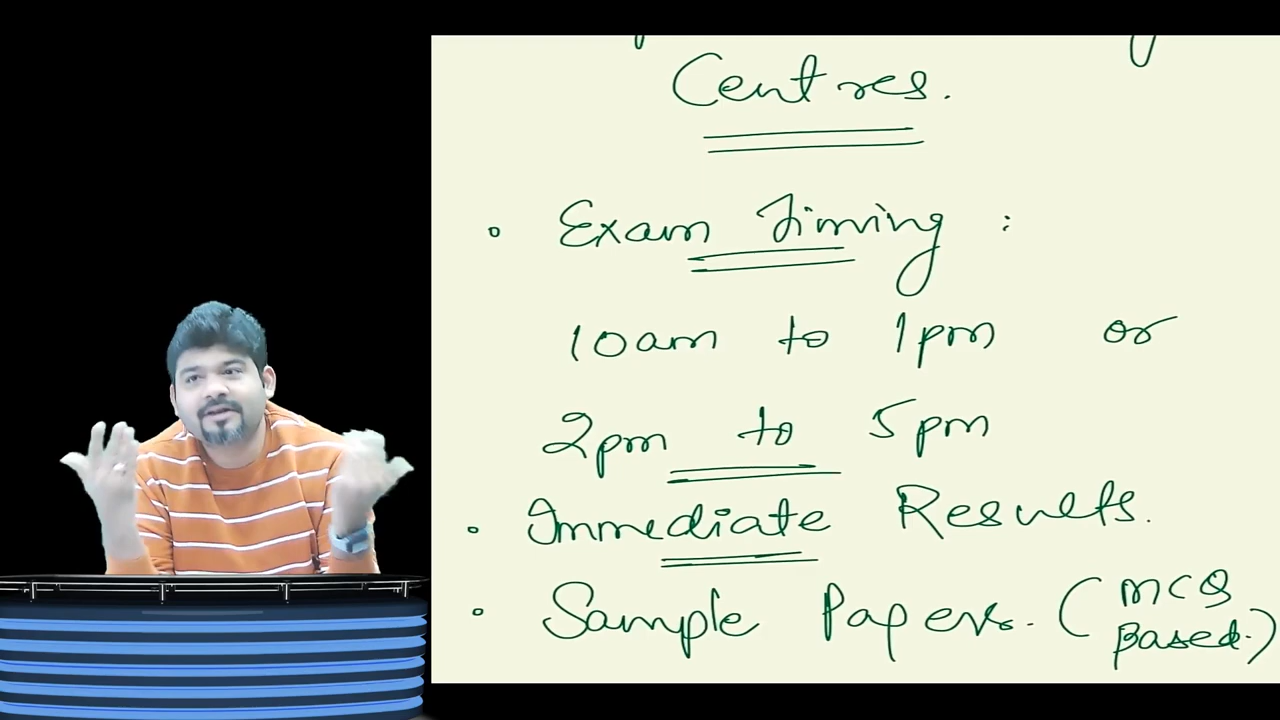 Centres.
• Exam Timing :
10am to 1pm or
2pm to 5pm
• Immediate Results.
• Sample Papers. (MCQ
Based.)